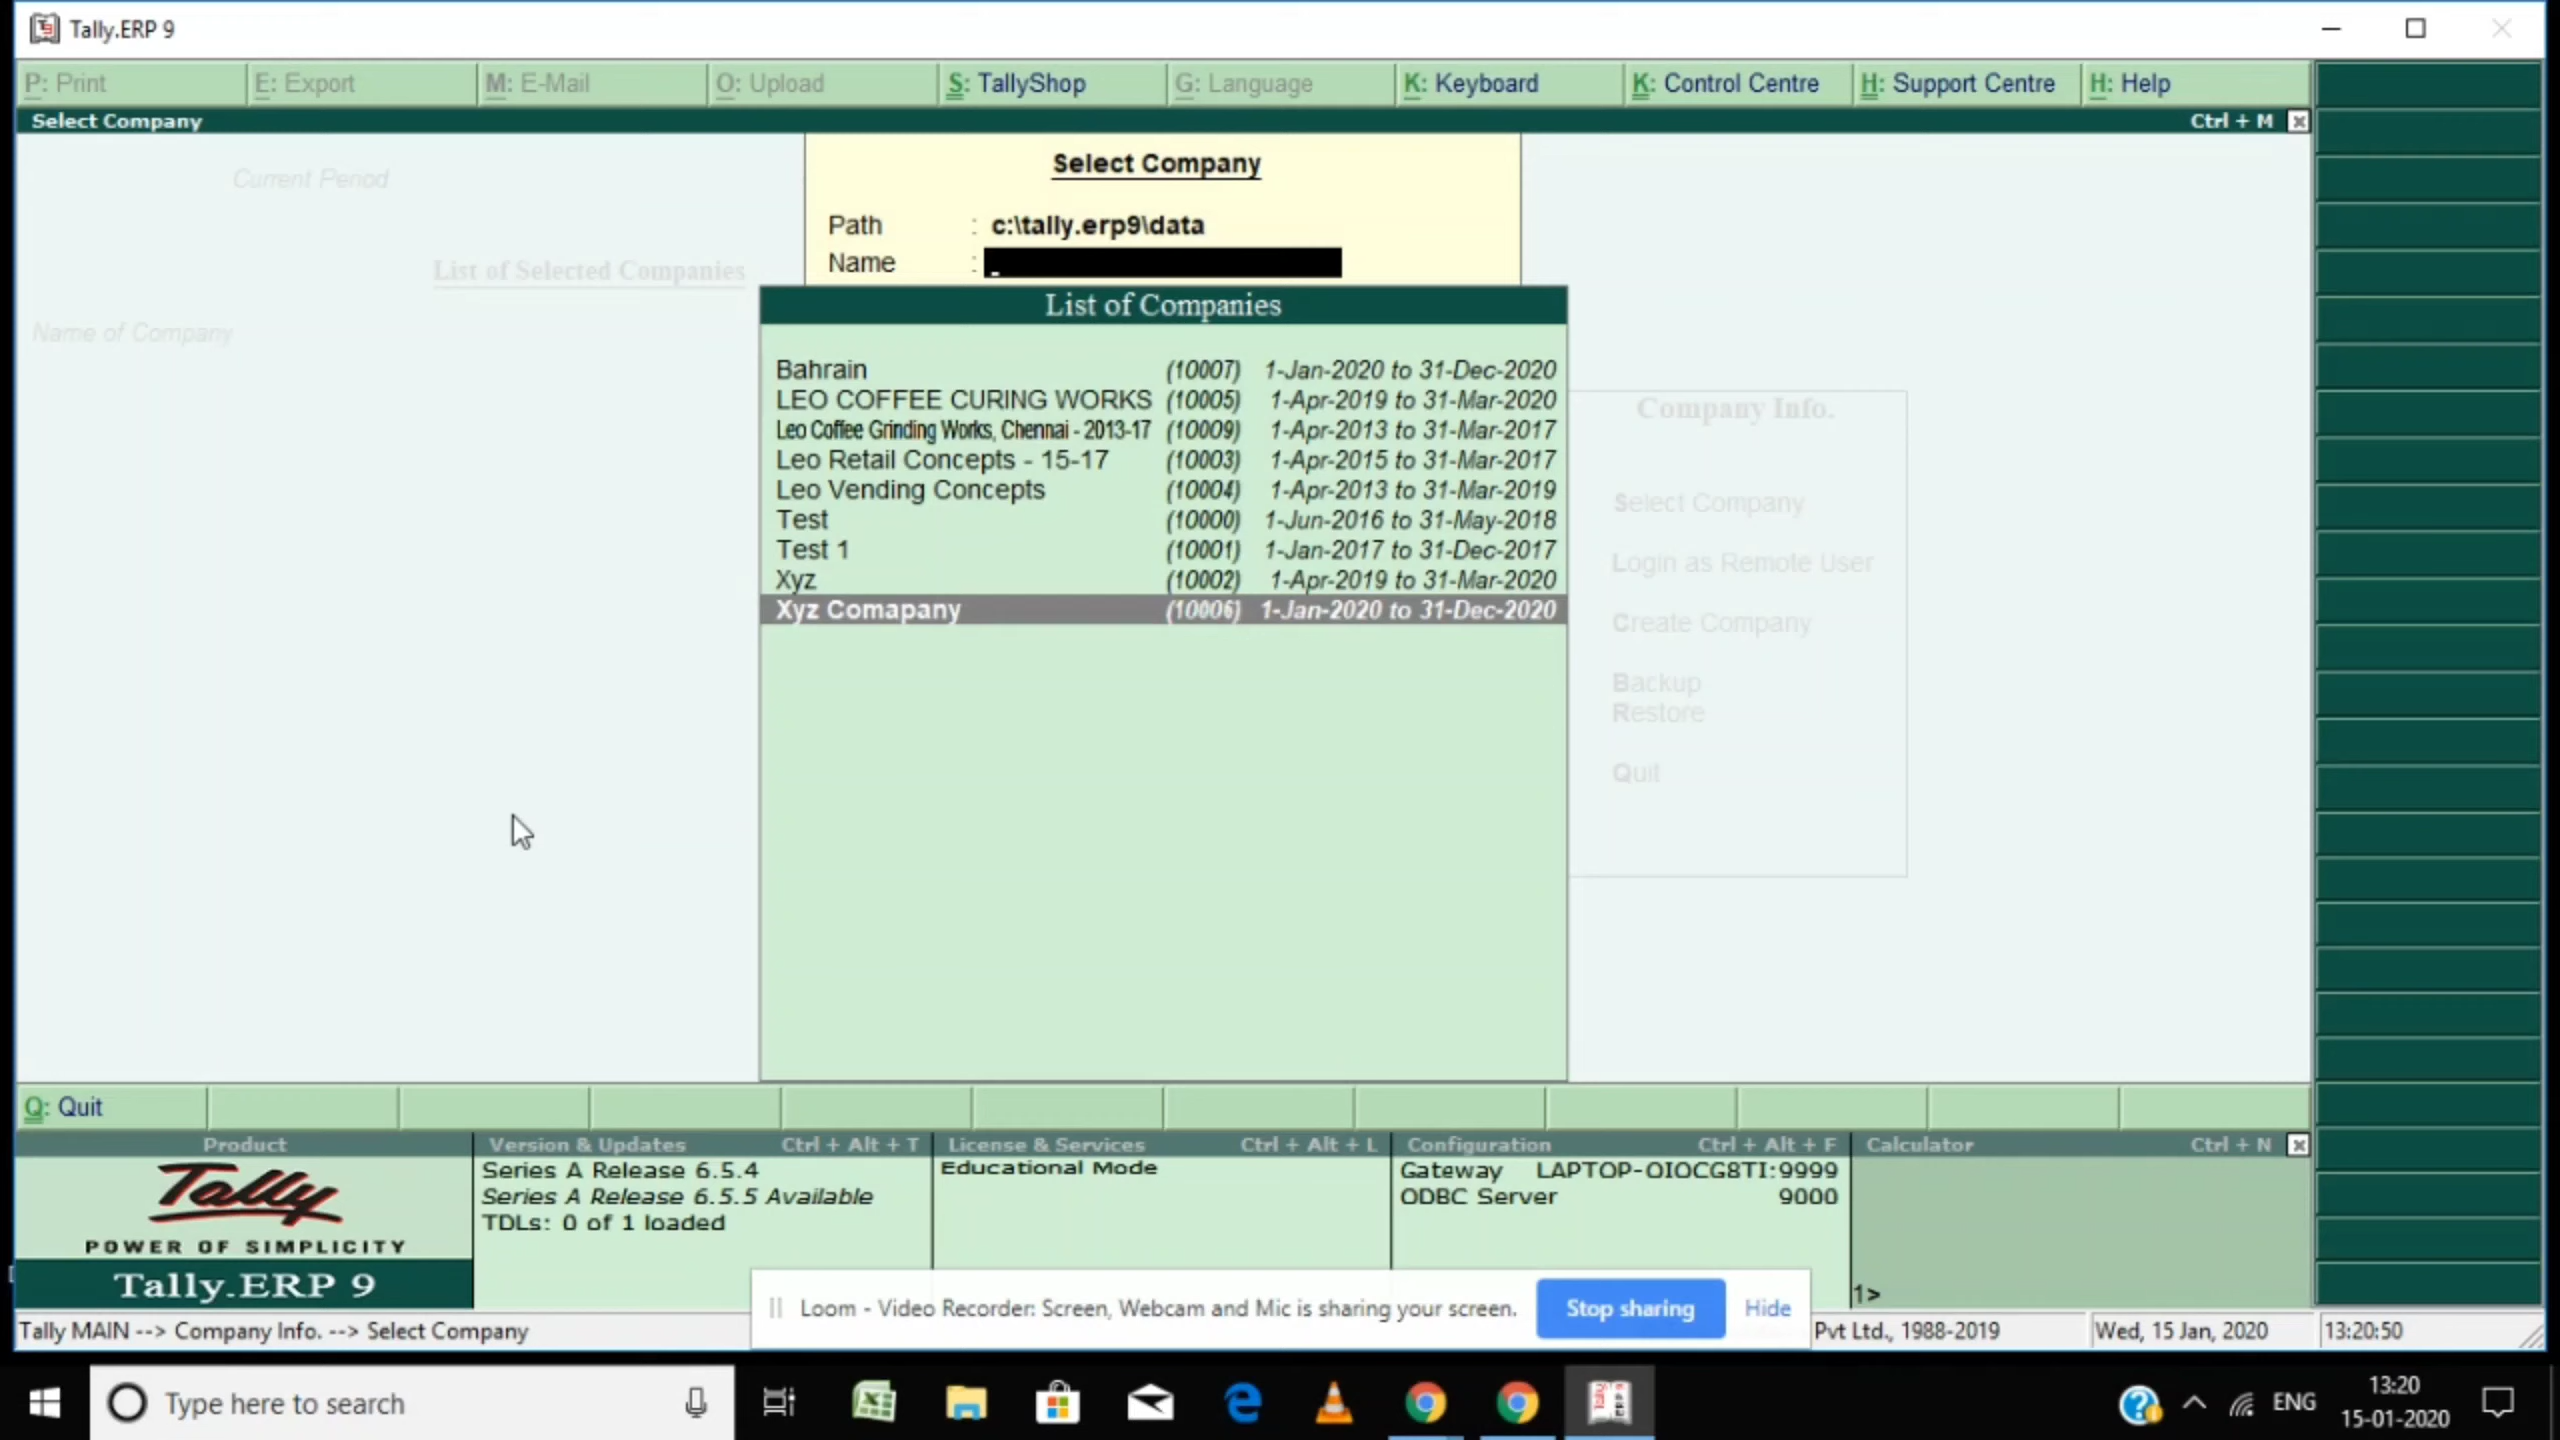 Tally.ERP 9
P: Print E: Export M: E-Mail O: Upload S: TallyShop G: Language K: Keyboard K: Control Centre H: Support Centre H: Help
Select Company Ctrl + M
Current Period
List of Selected Companies
Name of Company
Select Company
Path : c:\tally.erp9\data
Name :
List of Companies
Bahrain (10007) 1-Jan-2020 to 31-Dec-2020
LEO COFFEE CURING WORKS (10005) 1-Apr-2019 to 31-Mar-2020
Leo Coffee Grinding Works, Chennai - 2013-17 (10009) 1-Apr-2013 to 31-Mar-2017
Leo Retail Concepts - 15-17 (10003) 1-Apr-2015 to 31-Mar-2017
Leo Vending Concepts (10004) 1-Apr-2013 to 31-Mar-2019
Test (10000) 1-Jun-2016 to 31-May-2018
Test 1 (10001) 1-Jan-2017 to 31-Dec-2017
Xyz (10002) 1-Apr-2019 to 31-Mar-2020
Xyz Comapany (10006) 1-Jan-2020 to 31-Dec-2020
Company Info.
Select Company
Login as Remote User
Create Company
Backup
Restore
Quit
Q: Quit
Product
Tally
POWER OF SIMPLICITY
Tally.ERP 9
Version & Updates Ctrl + Alt + T
Series A Release 6.5.4
Series A Release 6.5.5 Available
TDLs: 0 of 1 loaded
License & Services Ctrl + Alt + L
Educational Mode
Configuration Ctrl + Alt + F
Gateway LAPTOP-OIOCG8TI:9999
ODBC Server 9000
Calculator Ctrl + N
1>
Loom - Video Recorder: Screen, Webcam and Mic is sharing your screen. Stop sharing Hide
Tally MAIN --> Company Info. --> Select Company Pvt Ltd., 1988-2019 Wed, 15 Jan, 2020 13:20:50
Type here to search
ENG
13:20
15-01-2020